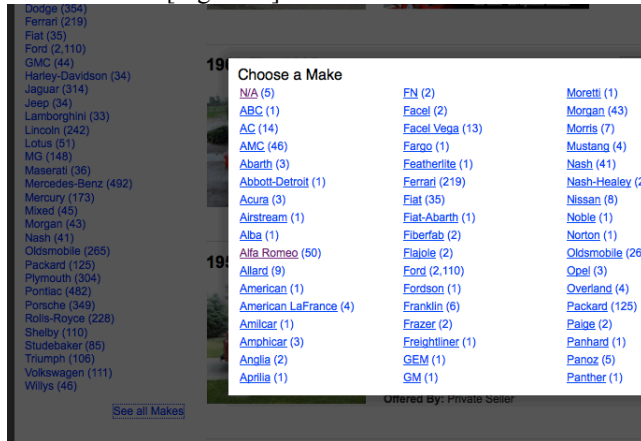 Dodge (354)
Ferrari (219)
Fiat (35)
Ford (2,110)
GMC (44)
Harley-Davidson (34)
Jaguar (314)
Jeep (34)
Lamborghini (33)
Lincoln (242)
Lotus (51)
MG (148)
Maserati (36)
Mercedes-Benz (492)
Mercury (173)
Mixed (45)
Morgan (43)
Nash (41)
Oldsmobile (265)
Packard (125)
Plymouth (304)
Pontiac (482)
Porsche (349)
Rolls-Royce (228)
Shelby (110)
Studebaker (85)
Triumph (106)
Volkswagen (111)
Willys (46)
See all Makes
Choose a Make
N/A (5)
ABC (1)
AC (14)
AMC (46)
Abarth (3)
Abbott-Detroit (1)
Acura (3)
Airstream (1)
Alba (1)
Alfa Romeo (50)
Allard (9)
American (1)
American LaFrance (4)
Amilcar (1)
Amphicar (3)
Anglia (2)
Aprilia (1)
FN (2)
Facel (2)
Facel Vega (13)
Fargo (1)
Featherlite (1)
Ferrari (219)
Fiat (35)
Fiat-Abarth (1)
Fiberfab (2)
Flajole (2)
Ford (2,110)
Fordson (1)
Franklin (6)
Frazer (2)
Freightliner (1)
GEM (1)
GM (1)
Moretti (1)
Morgan (43)
Morris (7)
Mustang (4)
Nash (41)
Nash-Healey (2
Nissan (8)
Noble (1)
Norton (1)
Oldsmobile (26
Opel (3)
Overland (4)
Packard (125)
Paige (2)
Panhard (1)
Panoz (5)
Panther (1)
Offered By: Private Seller